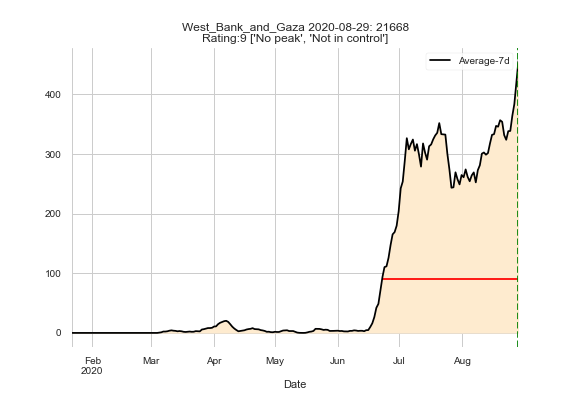 West_Bank_and_Gaza 2020-08-29: 21668
Rating:9 ['No peak', 'Not in control']
Average-7d
400
300
200
100
0
Feb Mar Apr May Jun Jul Aug
2020
Date